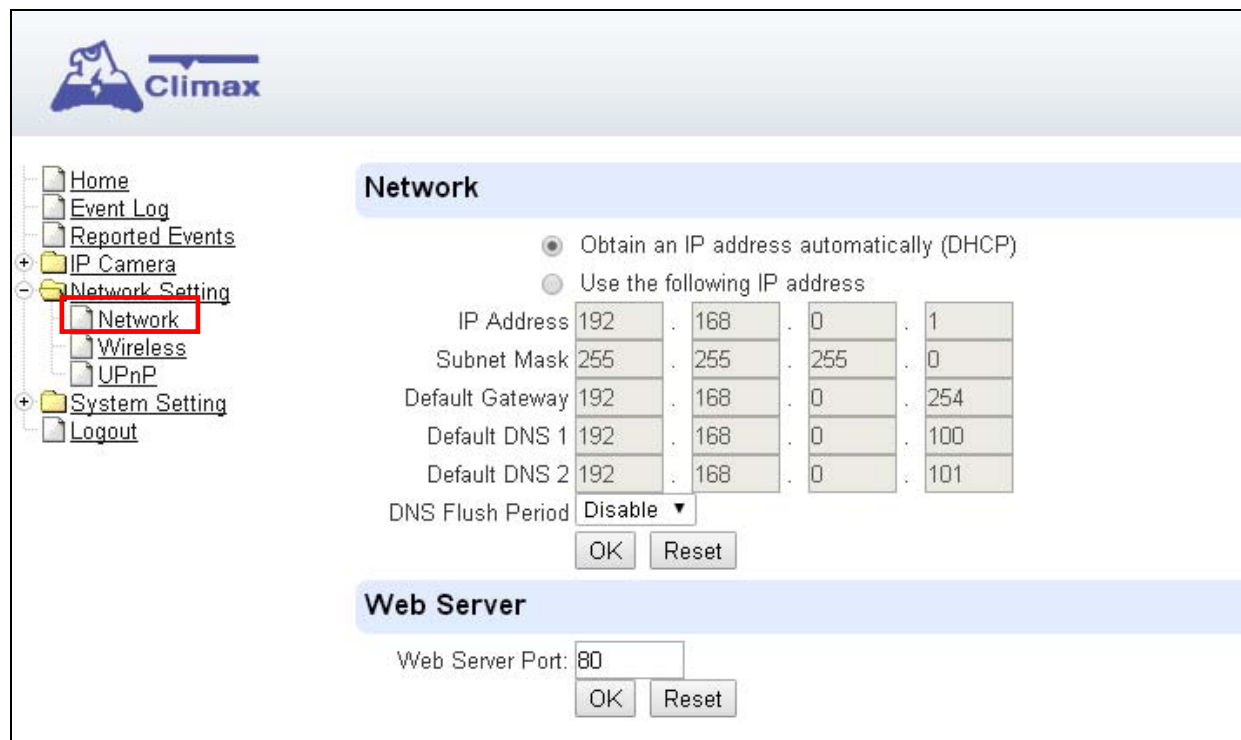 Climax
Home
Event Log
Reported Events
IP Camera
Network Setting
Network
Wireless
UPnP
System Setting
Logout
Network
Obtain an IP address automatically (DHCP)
Use the following IP address
IP Address 192 . 168 . 0 . 1
Subnet Mask 255 . 255 . 255 . 0
Default Gateway 192 . 168 . 0 . 254
Default DNS 1 192 . 168 . 0 . 100
Default DNS 2 192 . 168 . 0 . 101
DNS Flush Period Disable
OK Reset
Web Server
Web Server Port: 80
OK Reset